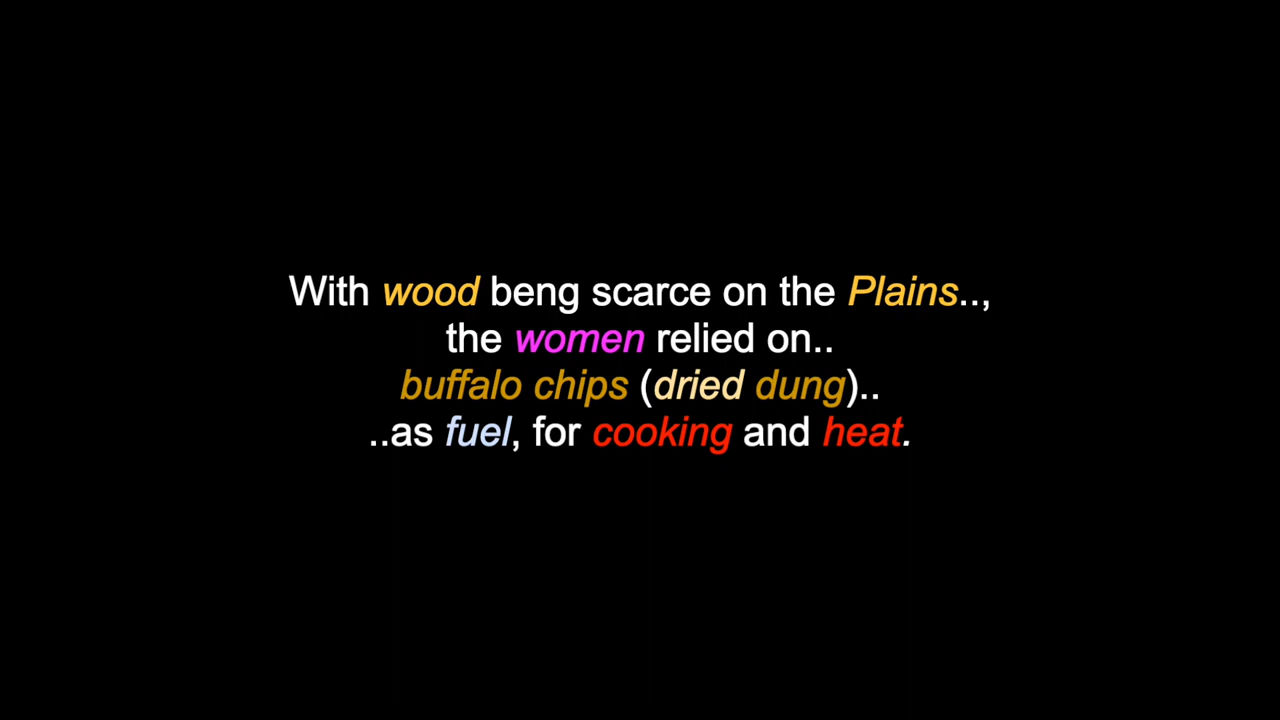 With wood beng scarce on the Plains..,
the women relied on..
buffalo chips (dried dung)..
..as fuel, for cooking and heat.